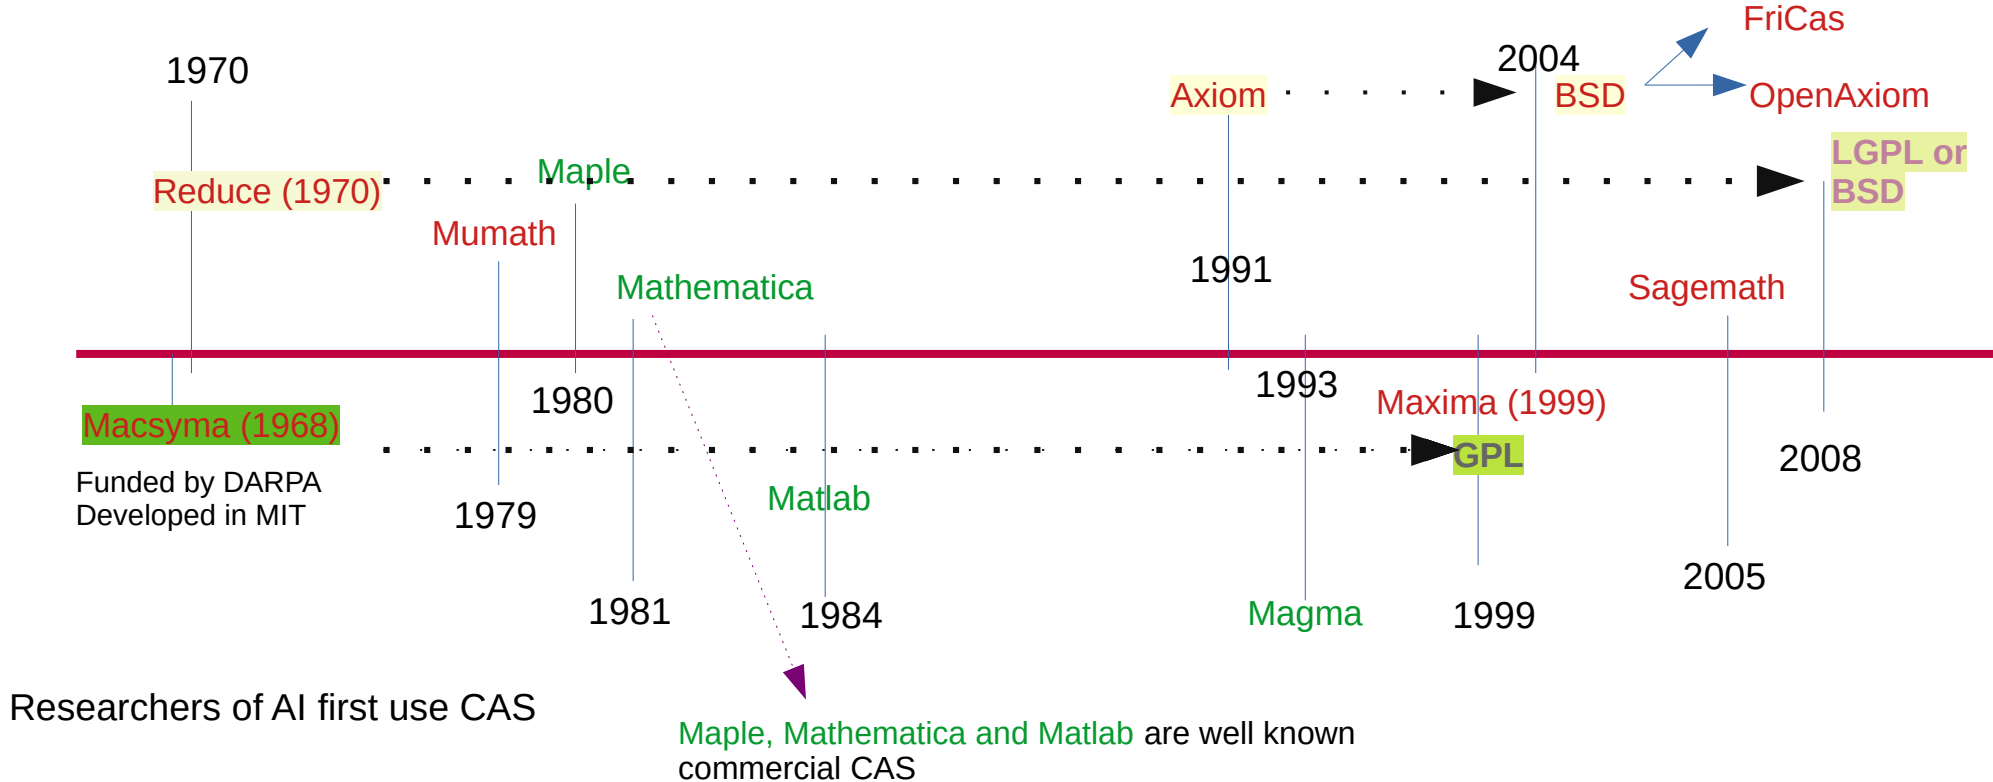 FriCas
1970
2004
Axiom
BSD
OpenAxiom
Maple
LGPL or
BSD
Reduce (1970)
Mumath
1991
Mathematica
Sagemath
1980
1993
Maxima (1999)
Macsyma (1968)
GPL
2008
Funded by DARPA
Developed in MIT
1979
Matlab
2005
1981
1984
Magma
1999
Researchers of AI first use CAS
Maple, Mathematica and Matlab are well known
commercial CAS